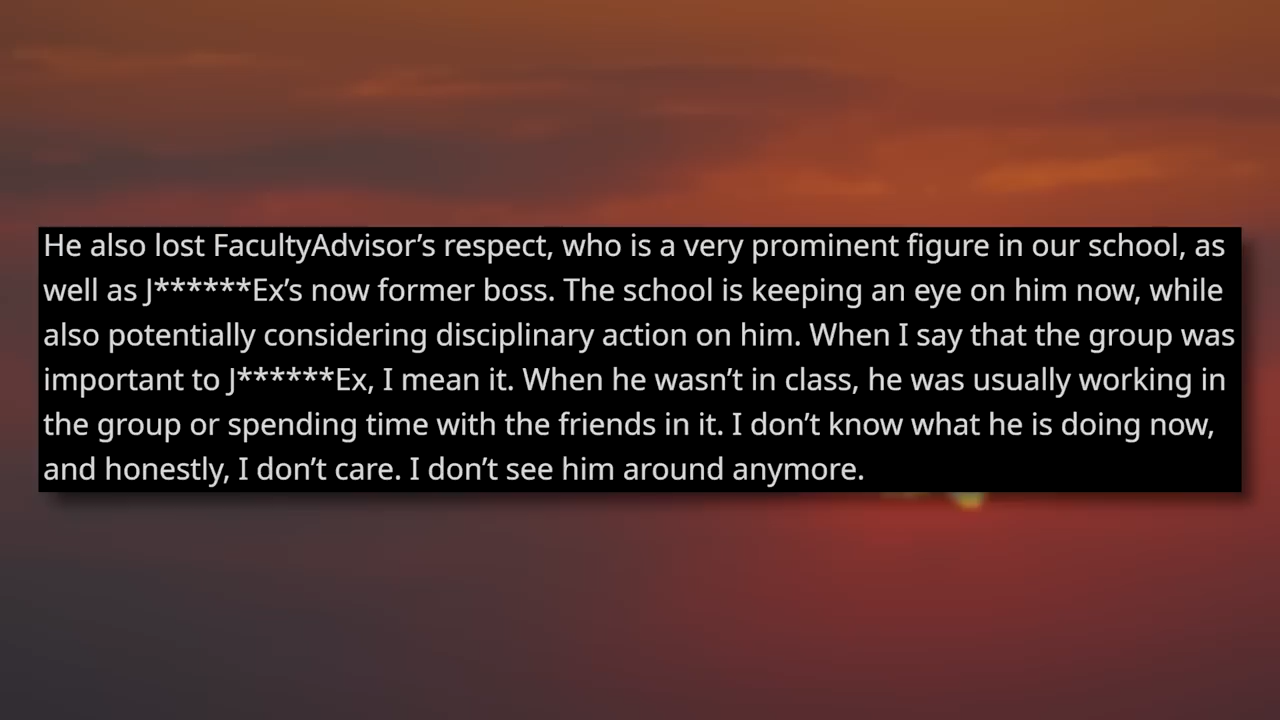 He also lost FacultyAdvisor’s respect, who is a very prominent figure in our school, as
well as J******Ex’s now former boss. The school is keeping an eye on him now, while
also potentially considering disciplinary action on him. When I say that the group was
important to J******Ex, I mean it. When he wasn’t in class, he was usually working in
the group or spending time with the friends in it. I don’t know what he is doing now,
and honestly, I don’t care. I don’t see him around anymore.